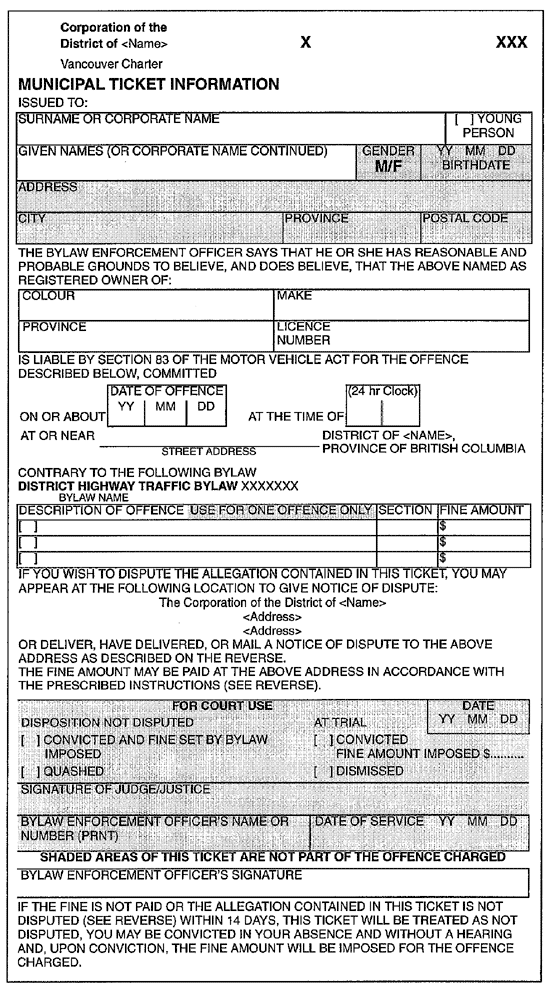 Corporation of the
District of <Name> X XXX
Vancouver Charter
MUNICIPAL TICKET INFORMATION
ISSUED TO:
SURNAME OR CORPORATE NAME [ ] YOUNG
PERSON
GIVEN NAMES (OR CORPORATE NAME CONTINUED) GENDER YY MM DD
M/F BIRTHDATE
ADDRESS
CITY PROVINCE POSTAL CODE
THE BYLAW ENFORCEMENT OFFICER SAYS THAT HE OR SHE HAS REASONABLE AND
PROBABLE GROUNDS TO BELIEVE, AND DOES BELIEVE, THAT THE ABOVE NAMED AS
REGISTERED OWNER OF:
COLOUR MAKE
PROVINCE LICENCE
NUMBER
IS LIABLE BY SECTION 83 OF THE MOTOR VEHICLE ACT FOR THE OFFENCE
DESCRIBED BELOW, COMMITTED
DATE OF OFFENCE (24 hr Clock)
YY MM DD
ON OR ABOUT AT THE TIME OF
AT OR NEAR DISTRICT OF <NAME>,
STREET ADDRESS PROVINCE OF BRITISH COLUMBIA
CONTRARY TO THE FOLLOWING BYLAW
DISTRICT HIGHWAY TRAFFIC BYLAW XXXXXXX
BYLAW NAME
DESCRIPTION OF OFFENCE USE FOR ONE OFFENCE ONLY SECTION FINE AMOUNT
[ ] $
[ ] $
[ ] $
IF YOU WISH TO DISPUTE THE ALLEGATION CONTAINED IN THIS TICKET, YOU MAY
APPEAR AT THE FOLLOWING LOCATION TO GIVE NOTICE OF DISPUTE:
The Corporation of the District of <Name>
<Address>
<Address>
OR DELIVER, HAVE DELIVERED, OR MAIL A NOTICE OF DISPUTE TO THE ABOVE
ADDRESS AS DESCRIBED ON THE REVERSE.
THE FINE AMOUNT MAY BE PAID AT THE ABOVE ADDRESS IN ACCORDANCE WITH
THE PRESCRIBED INSTRUCTIONS (SEE REVERSE).
FOR COURT USE DATE
DISPOSITION NOT DISPUTED AT TRIAL YY MM DD
[ ] CONVICTED AND FINE SET BY BYLAW [ ] CONVICTED
IMPOSED FINE AMOUNT IMPOSED $..........
[ ] QUASHED [ ] DISMISSED
SIGNATURE OF JUDGE/JUSTICE
BYLAW ENFORCEMENT OFFICER'S NAME OR DATE OF SERVICE YY MM DD
NUMBER (PRNT)
SHADED AREAS OF THIS TICKET ARE NOT PART OF THE OFFENCE CHARGED
BYLAW ENFORCEMENT OFFICER'S SIGNATURE
IF THE FINE IS NOT PAID OR THE ALLEGATION CONTAINED IN THIS TICKET IS NOT
DISPUTED (SEE REVERSE) WITHIN 14 DAYS, THIS TICKET WILL BE TREATED AS NOT
DISPUTED, YOU MAY BE CONVICTED IN YOUR ABSENCE AND WITHOUT A HEARING
AND, UPON CONVICTION, THE FINE AMOUNT WILL BE IMPOSED FOR THE OFFENCE
CHARGED.